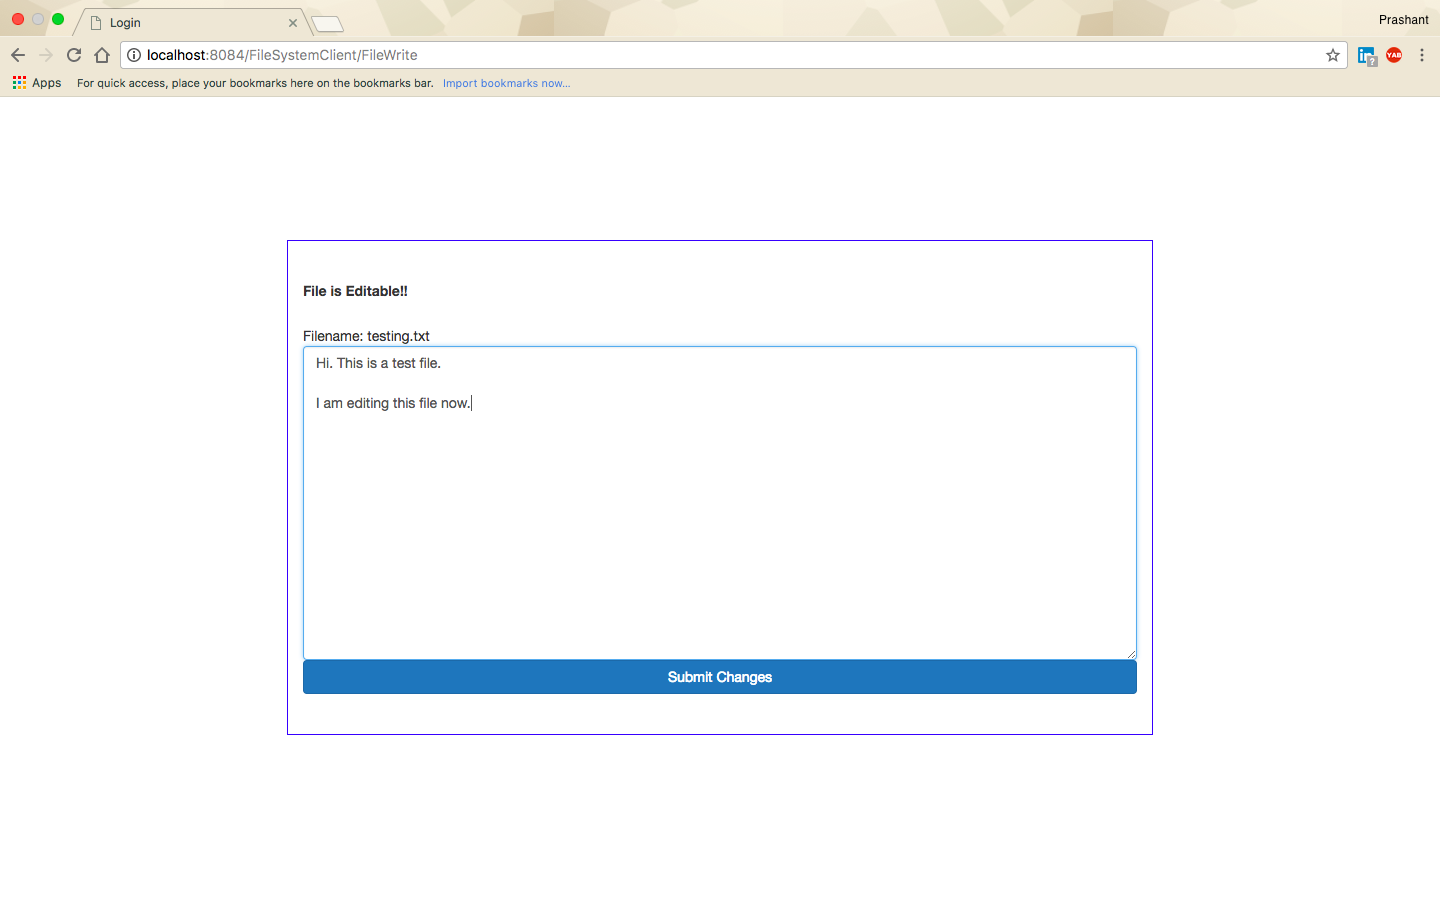 Login
Prashant
localhost:8084/FileSystemClient/FileWrite
?
YAB
Apps For quick access, place your bookmarks here on the bookmarks bar. Import bookmarks now...
File is Editable!!
Filename: testing.txt
Hi. This is a test file.
I am editing this file now.
Submit Changes